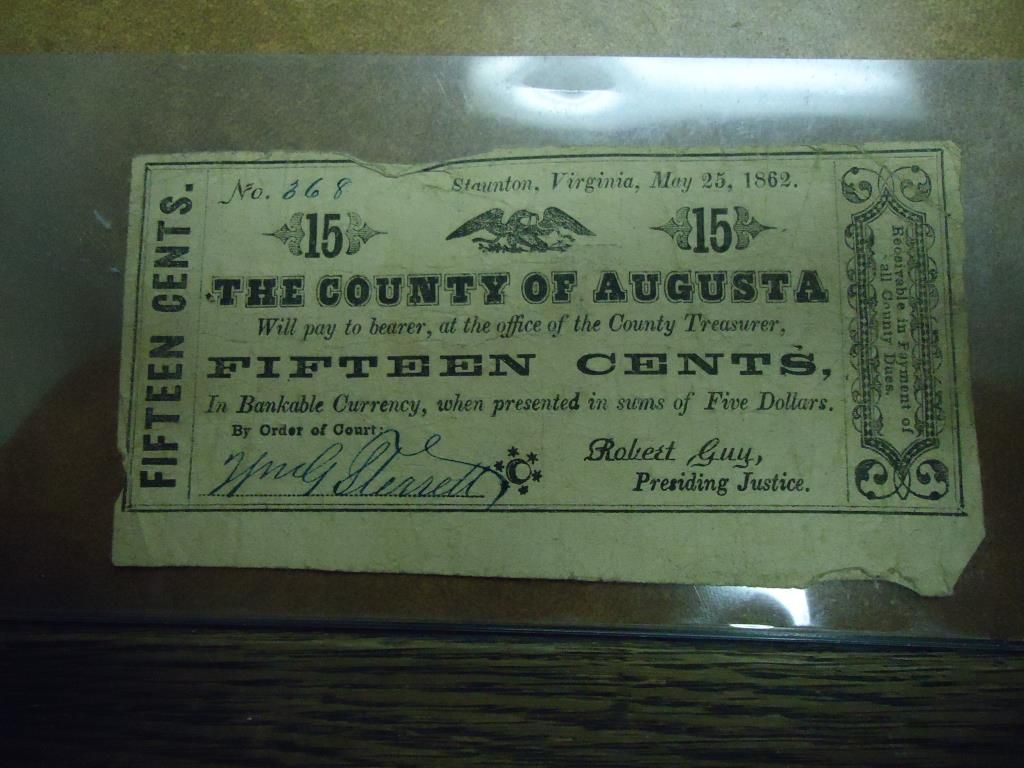 FIFTEEN CENTS.
No. 368
Staunton, Virginia, May 25, 1862.
15
15
THE COUNTY OF AUGUSTA
Will pay to bearer, at the office of the County Treasurer,
FIFTEEN CENTS,
In Bankable Currency, when presented in sums of Five Dollars.
By Order of Court:
Wm G Sterrett
Robert Guy,
Presiding Justice.
Receivable in Payment of
all County Dues.